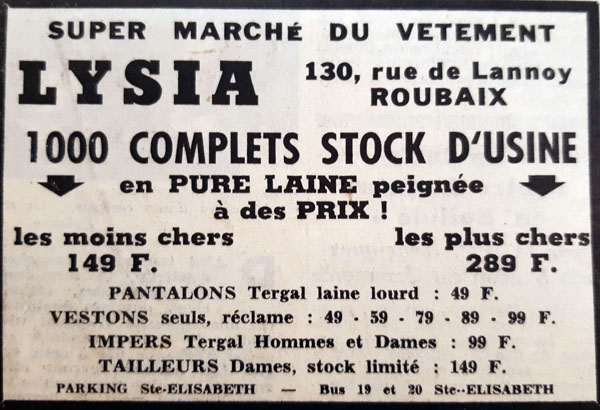 SUPER MARCHÉ DU VETEMENT
LYSIA
130, rue de Lannoy
ROUBAIX
1000 COMPLETS STOCK D'USINE
en PURE LAINE peignée
à des PRIX !
les moins chers
149 F.
les plus chers
289 F.
PANTALONS Tergal laine lourd : 49 F.
VESTONS seuls, réclame : 49 - 59 - 79 - 89 - 99 F.
IMPERS Tergal Hommes et Dames : 99 F.
TAILLEURS Dames, stock limité : 149 F.
PARKING Ste-ELISABETH — Bus 19 et 20 Ste--ELISABETH